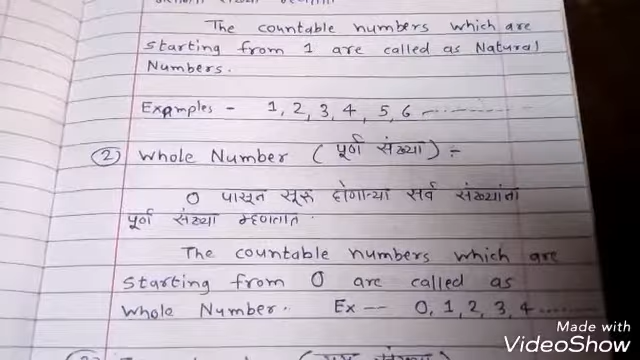 The countable numbers which are
starting from 1 are called as Natural
Numbers.
Examples - 1, 2, 3, 4, 5, 6 ----------
② Whole Number (पूर्ण संख्या) ÷
0 पासून सूरु होणाऱ्या सर्व संख्यांना
पूर्ण संख्या म्हणतात.
The countable numbers which are
starting from 0 are called as
Whole Number. Ex -- 0, 1, 2, 3, 4 ........
Made with
VideoShow